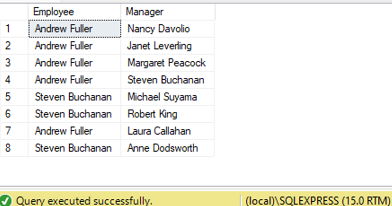 Employee Manager
1 Andrew Fuller Nancy Davolio
2 Andrew Fuller Janet Leverling
3 Andrew Fuller Margaret Peacock
4 Andrew Fuller Steven Buchanan
5 Steven Buchanan Michael Suyama
6 Steven Buchanan Robert King
7 Andrew Fuller Laura Callahan
8 Steven Buchanan Anne Dodsworth
Query executed successfully. (local)\SQLEXPRESS (15.0 RTM)